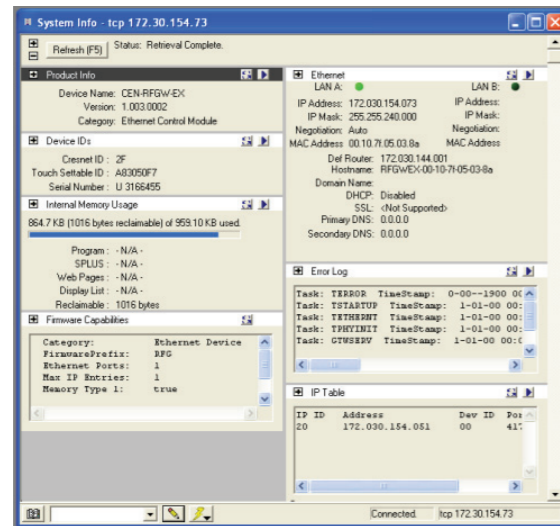 System Info - tcp 172.30.154.73
Refresh (F5) Status: Retrieval Complete.
Product Info
Device Name: CEN-RFGW-EX
Version: 1.003.0002
Category: Ethernet Control Module
Device IDs
Cresnet ID : 2F
Touch Settable ID : A83050F7
Serial Number : U 3166455
Internal Memory Usage
864.7 KB (1016 bytes reclaimable) of 959.10 KB used.
Program : - N/A -
SPLUS : - N/A -
Web Pages : - N/A -
Display List : - N/A -
Reclaimable : 1016 bytes
Firmware Capabilities
Category: Ethernet Device
FirmwarePrefix: RFG
Ethernet Ports: 1
Max IP Entries: 1
Memory Type 1: true
Ethernet
LAN A: LAN B:
IP Address: 172.030.154.073 IP Address:
IP Mask: 255.255.240.000 IP Mask:
Negotiation: Auto Negotiation:
MAC Address 00.10.7f.05.03.8a MAC Address
Def Router: 172.030.144.001
Hostname: RFGWEX-00-10-7f-05-03-8a
Domain Name:
DHCP: Disabled
SSL: <Not Supported>
Primary DNS: 0.0.0.0
Secondary DNS: 0.0.0.0
Error Log
Task: TERROR TimeStamp: 0-00--1900 00
Task: TSTARTUP TimeStamp: 1-01-00 00:
Task: TETHERNT TimeStamp: 1-01-00 00:
Task: TPHYINIT TimeStamp: 1-01-00 00:
Task: GTWSERV TimeStamp: 1-01-00 00:
IP Table
IP ID Address Dev ID Por
20 172.030.154.051 00 417
Connected. tcp 172.30.154.73